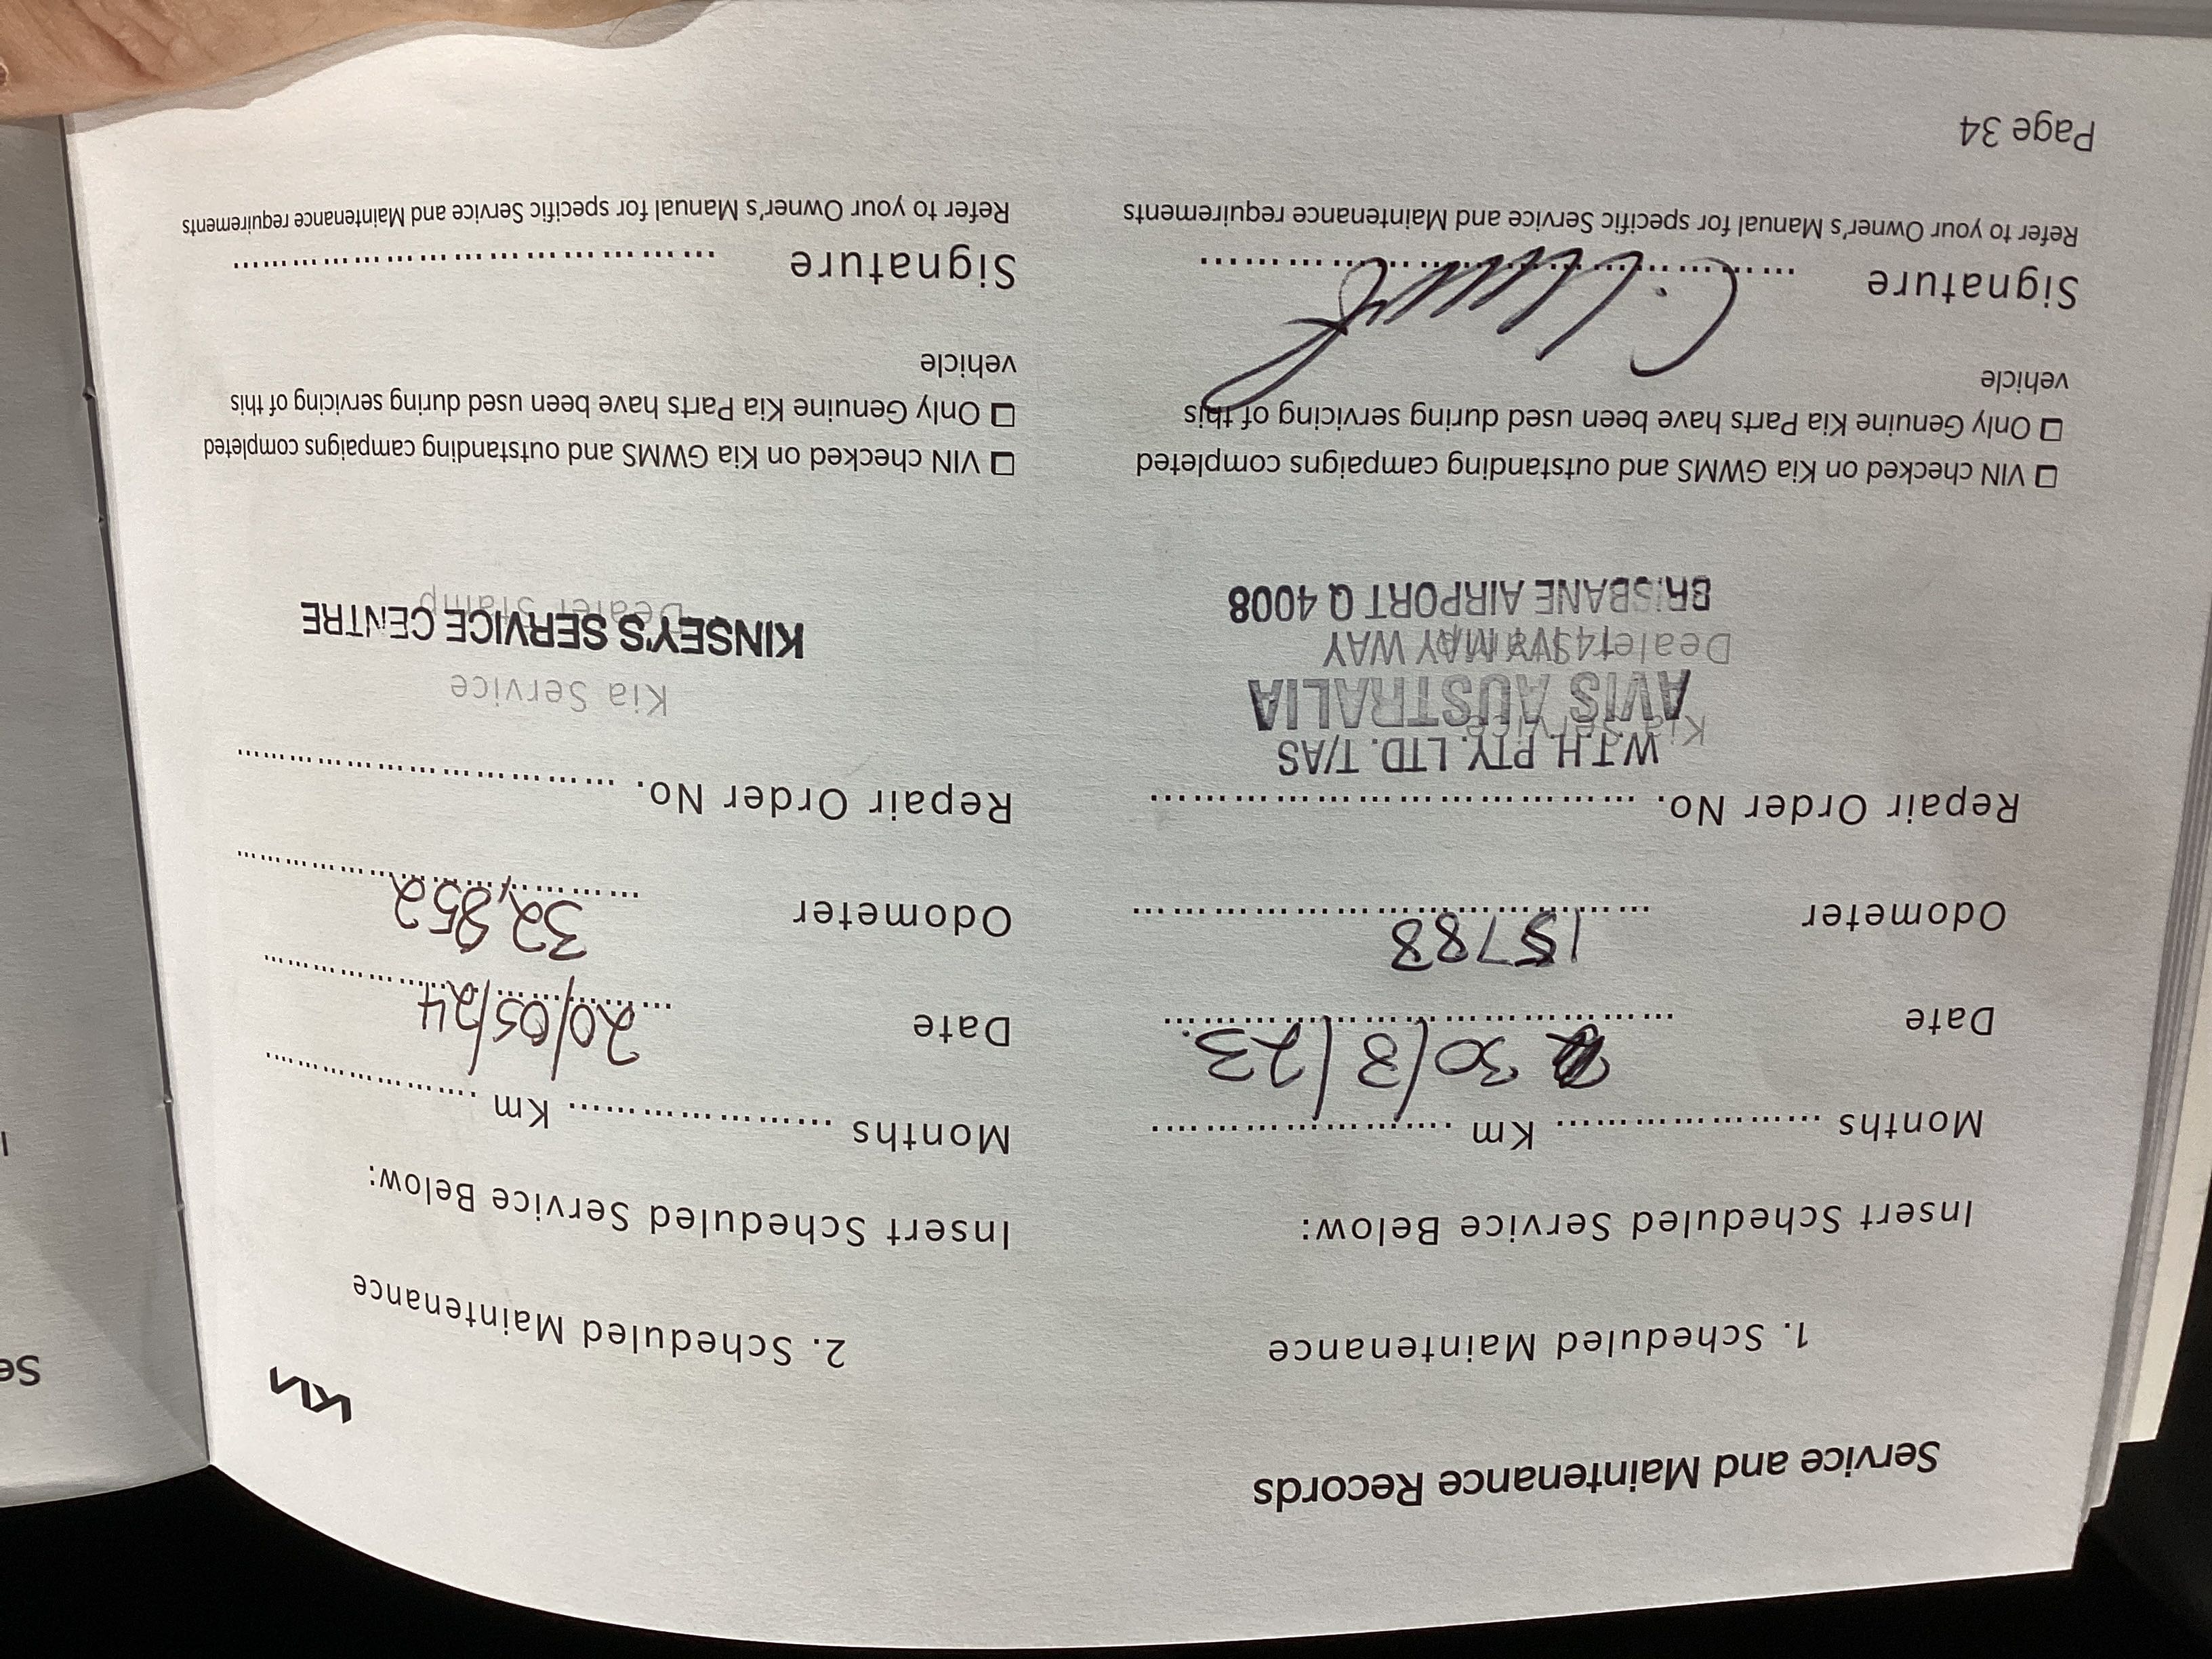 Service and Maintenance Records
KIA
1. Scheduled Maintenance
Insert Scheduled Service Below:
Months .................... Km ....................
Date 30/8/23.
Odometer 15788
Repair Order No. ....................
W.T.H. PTY. LTD. T/AS
Kia Service
AVIS AUSTRALIA
Dealer Stamp
IVY MAY WAY
BRISBANE AIRPORT Q 4008
☐ VIN checked on Kia GWMS and outstanding campaigns completed
☐ Only Genuine Kia Parts have been used during servicing of this
vehicle
Signature ....................
Refer to your Owner's Manual for specific Service and Maintenance requirements
Page 34
2. Scheduled Maintenance
Insert Scheduled Service Below:
Months .................... Km ....................
Date 20/05/24
Odometer 32,852
Repair Order No. ....................
Kia Service
KINSEY'S SERVICE CENTRE
Dealer Stamp
☐ VIN checked on Kia GWMS and outstanding campaigns completed
☐ Only Genuine Kia Parts have been used during servicing of this
vehicle
Signature ....................
Refer to your Owner's Manual for specific Service and Maintenance requirements
Se